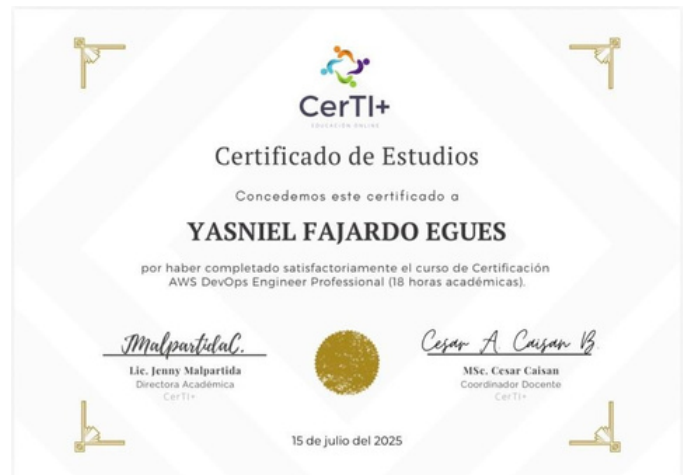 CerTI+
EDUCACIÓN ONLINE
Certificado de Estudios
Concedemos este certificado a
YASNIEL FAJARDO EGUES
por haber completado satisfactoriamente el curso de Certificación
AWS DevOps Engineer Professional (18 horas académicas).
JMalpartidaC.
Cesar A. Caisan B.
Lic. Jenny Malpartida
MSc. Cesar Caisan
Directora Académica
Coordinador Docente
CerTI+
CerTI+
15 de julio del 2025